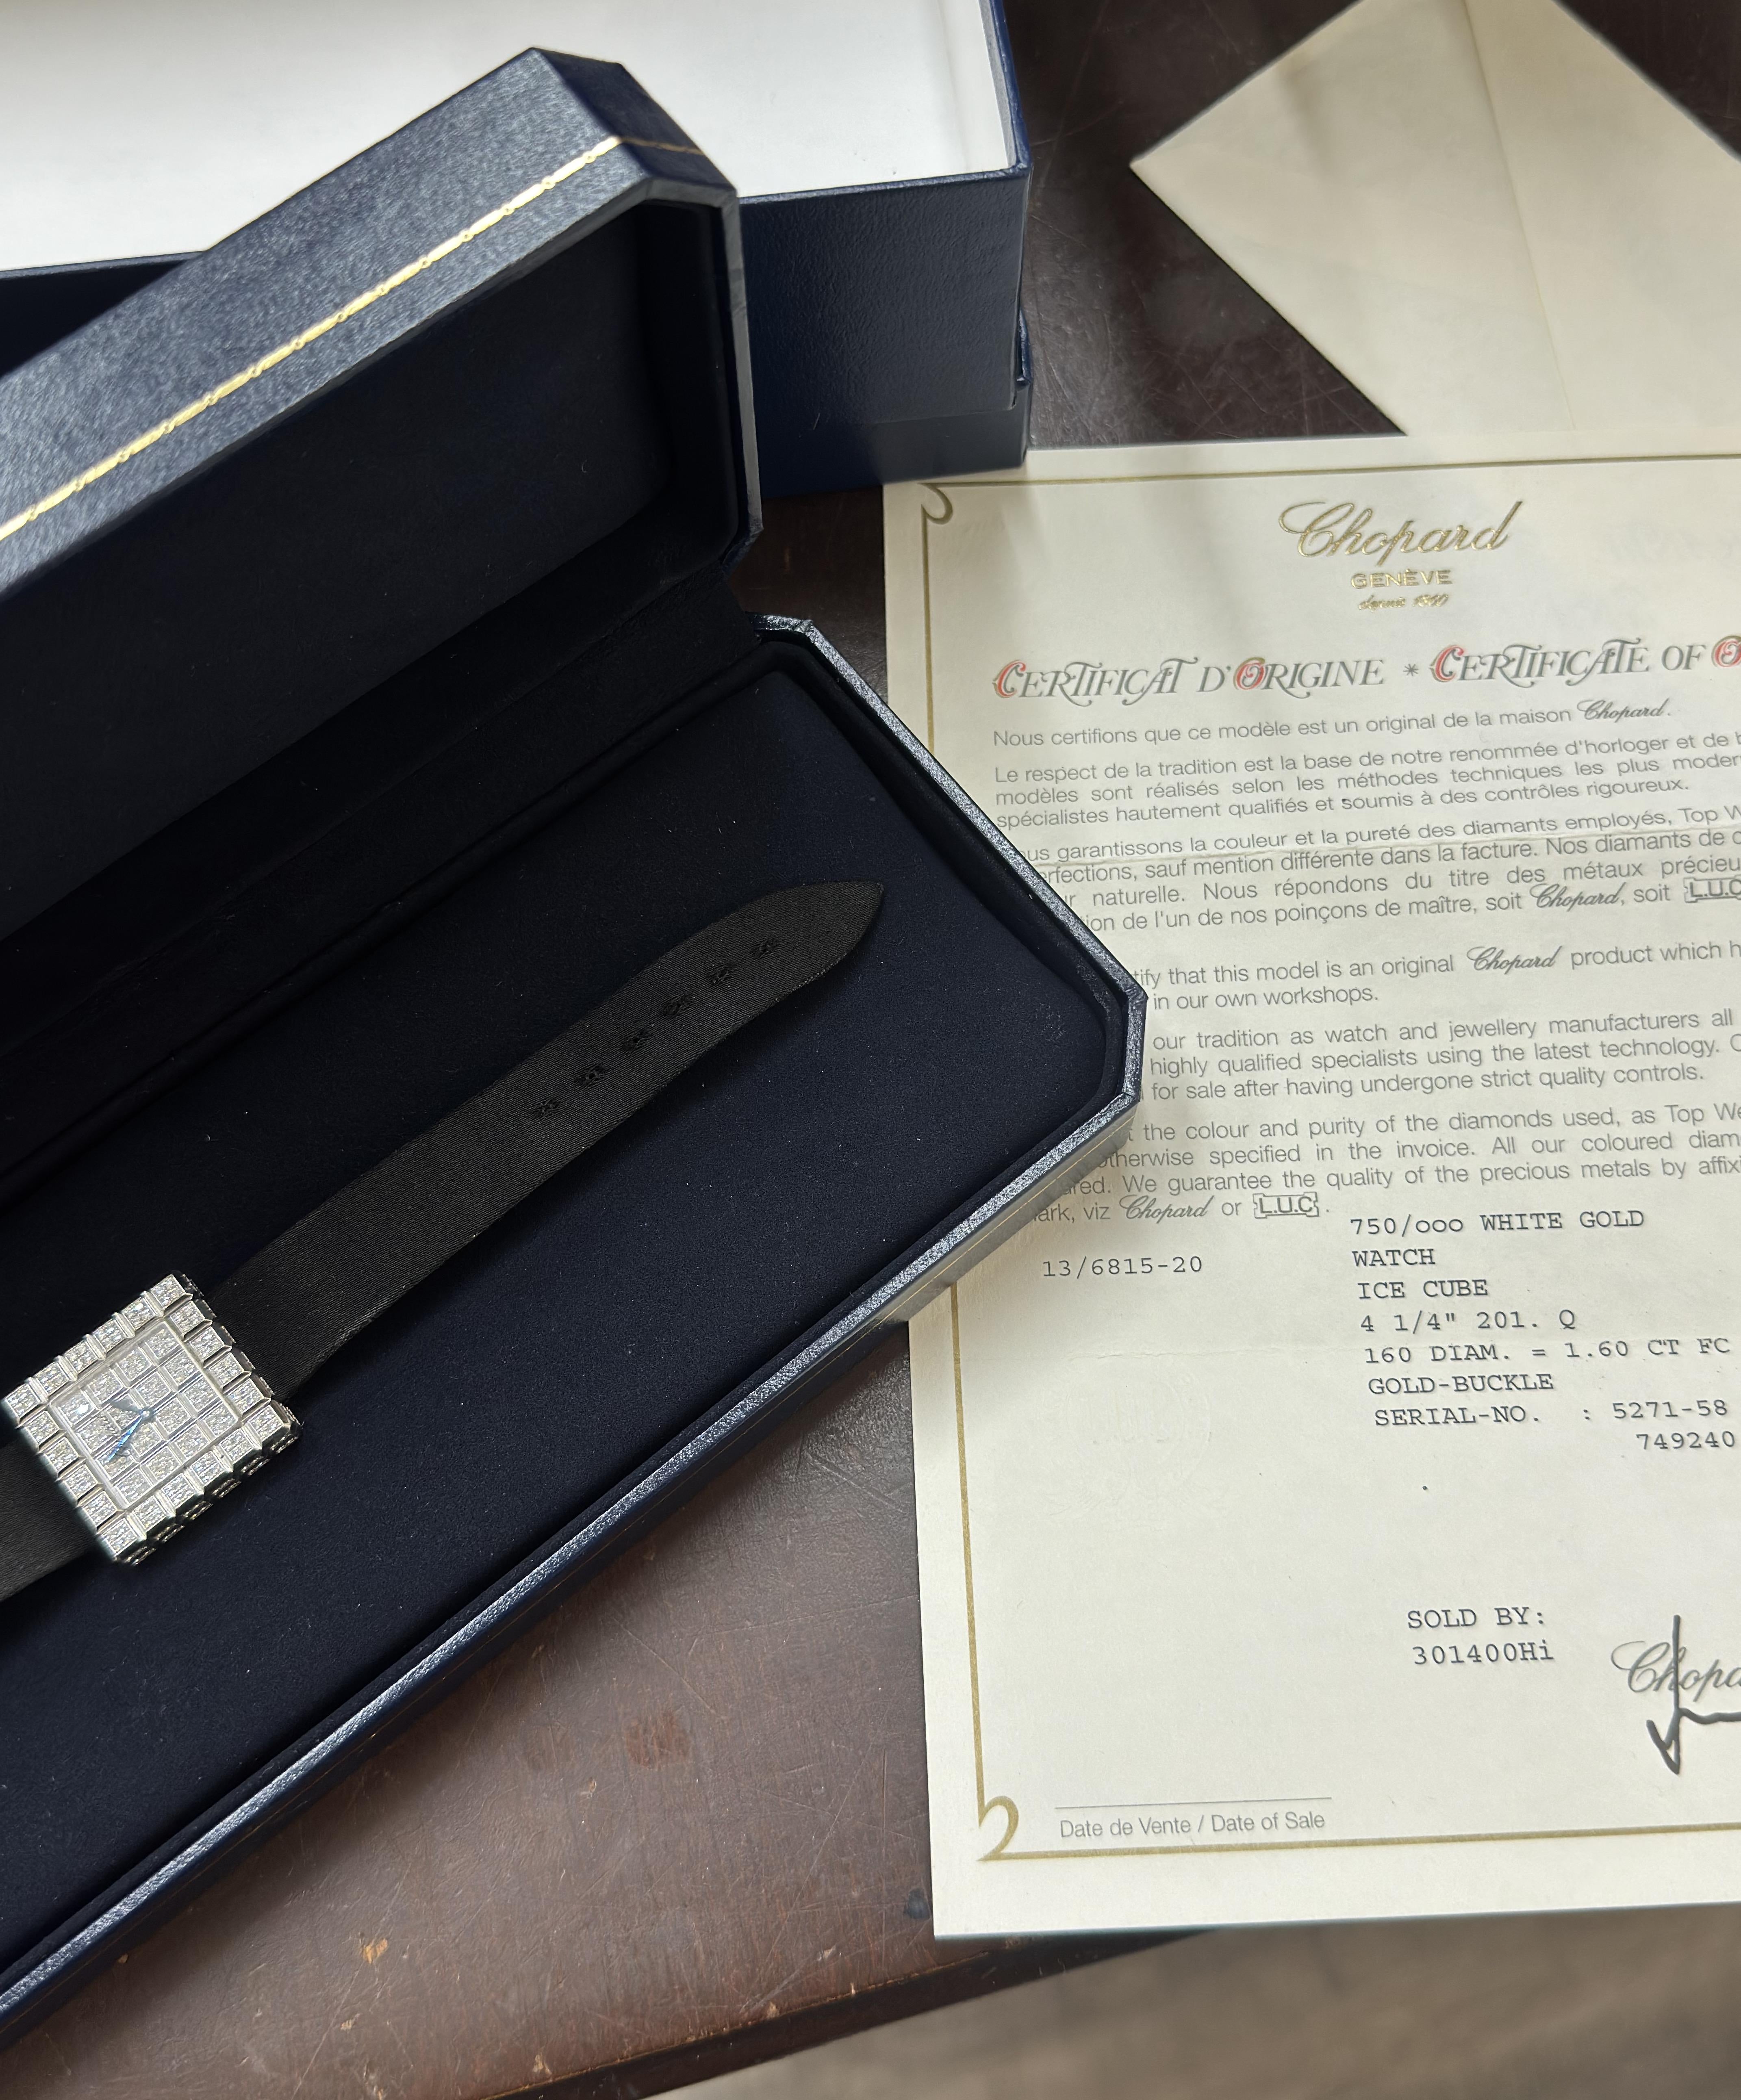 Chopard
GENÈVE
depuis 1860
CERTIFICAT D'ORIGINE * CERTIFICATE OF
Nous certifions que ce modèle est un original de la maison Chopard.
Le respect de la tradition est la base de notre renommée d'horloger et de
modèles sont réalisés selon les méthodes techniques les plus
spécialistes hautement qualifiés et soumis à des contrôles rigoureux.
garantissons la couleur et la pureté des diamants employés, Top
sauf mention différente dans la facture. Nos diamants de
naturelle. Nous répondons du titre des métaux
de l'un de nos poinçons de maître, soit Chopard, soit L.U.C
that this model is an original Chopard product which
in our own workshops.
our tradition as watch and jewellery manufacturers all
highly qualified specialists using the latest technology.
for sale after having undergone strict quality controls.
the colour and purity of the diamonds used, as Top
specified in the invoice. All our coloured
We guarantee the quality of the precious metals by
viz Chopard or L.U.C.
750/ooo WHITE GOLD
13/6815-20 WATCH
ICE CUBE
4 1/4" 201. Q
160 DIAM. = 1.60 CT FC
GOLD-BUCKLE
SERIAL-NO. : 5271-58
749240
SOLD BY:
301400Hi
Date de Vente / Date of Sale